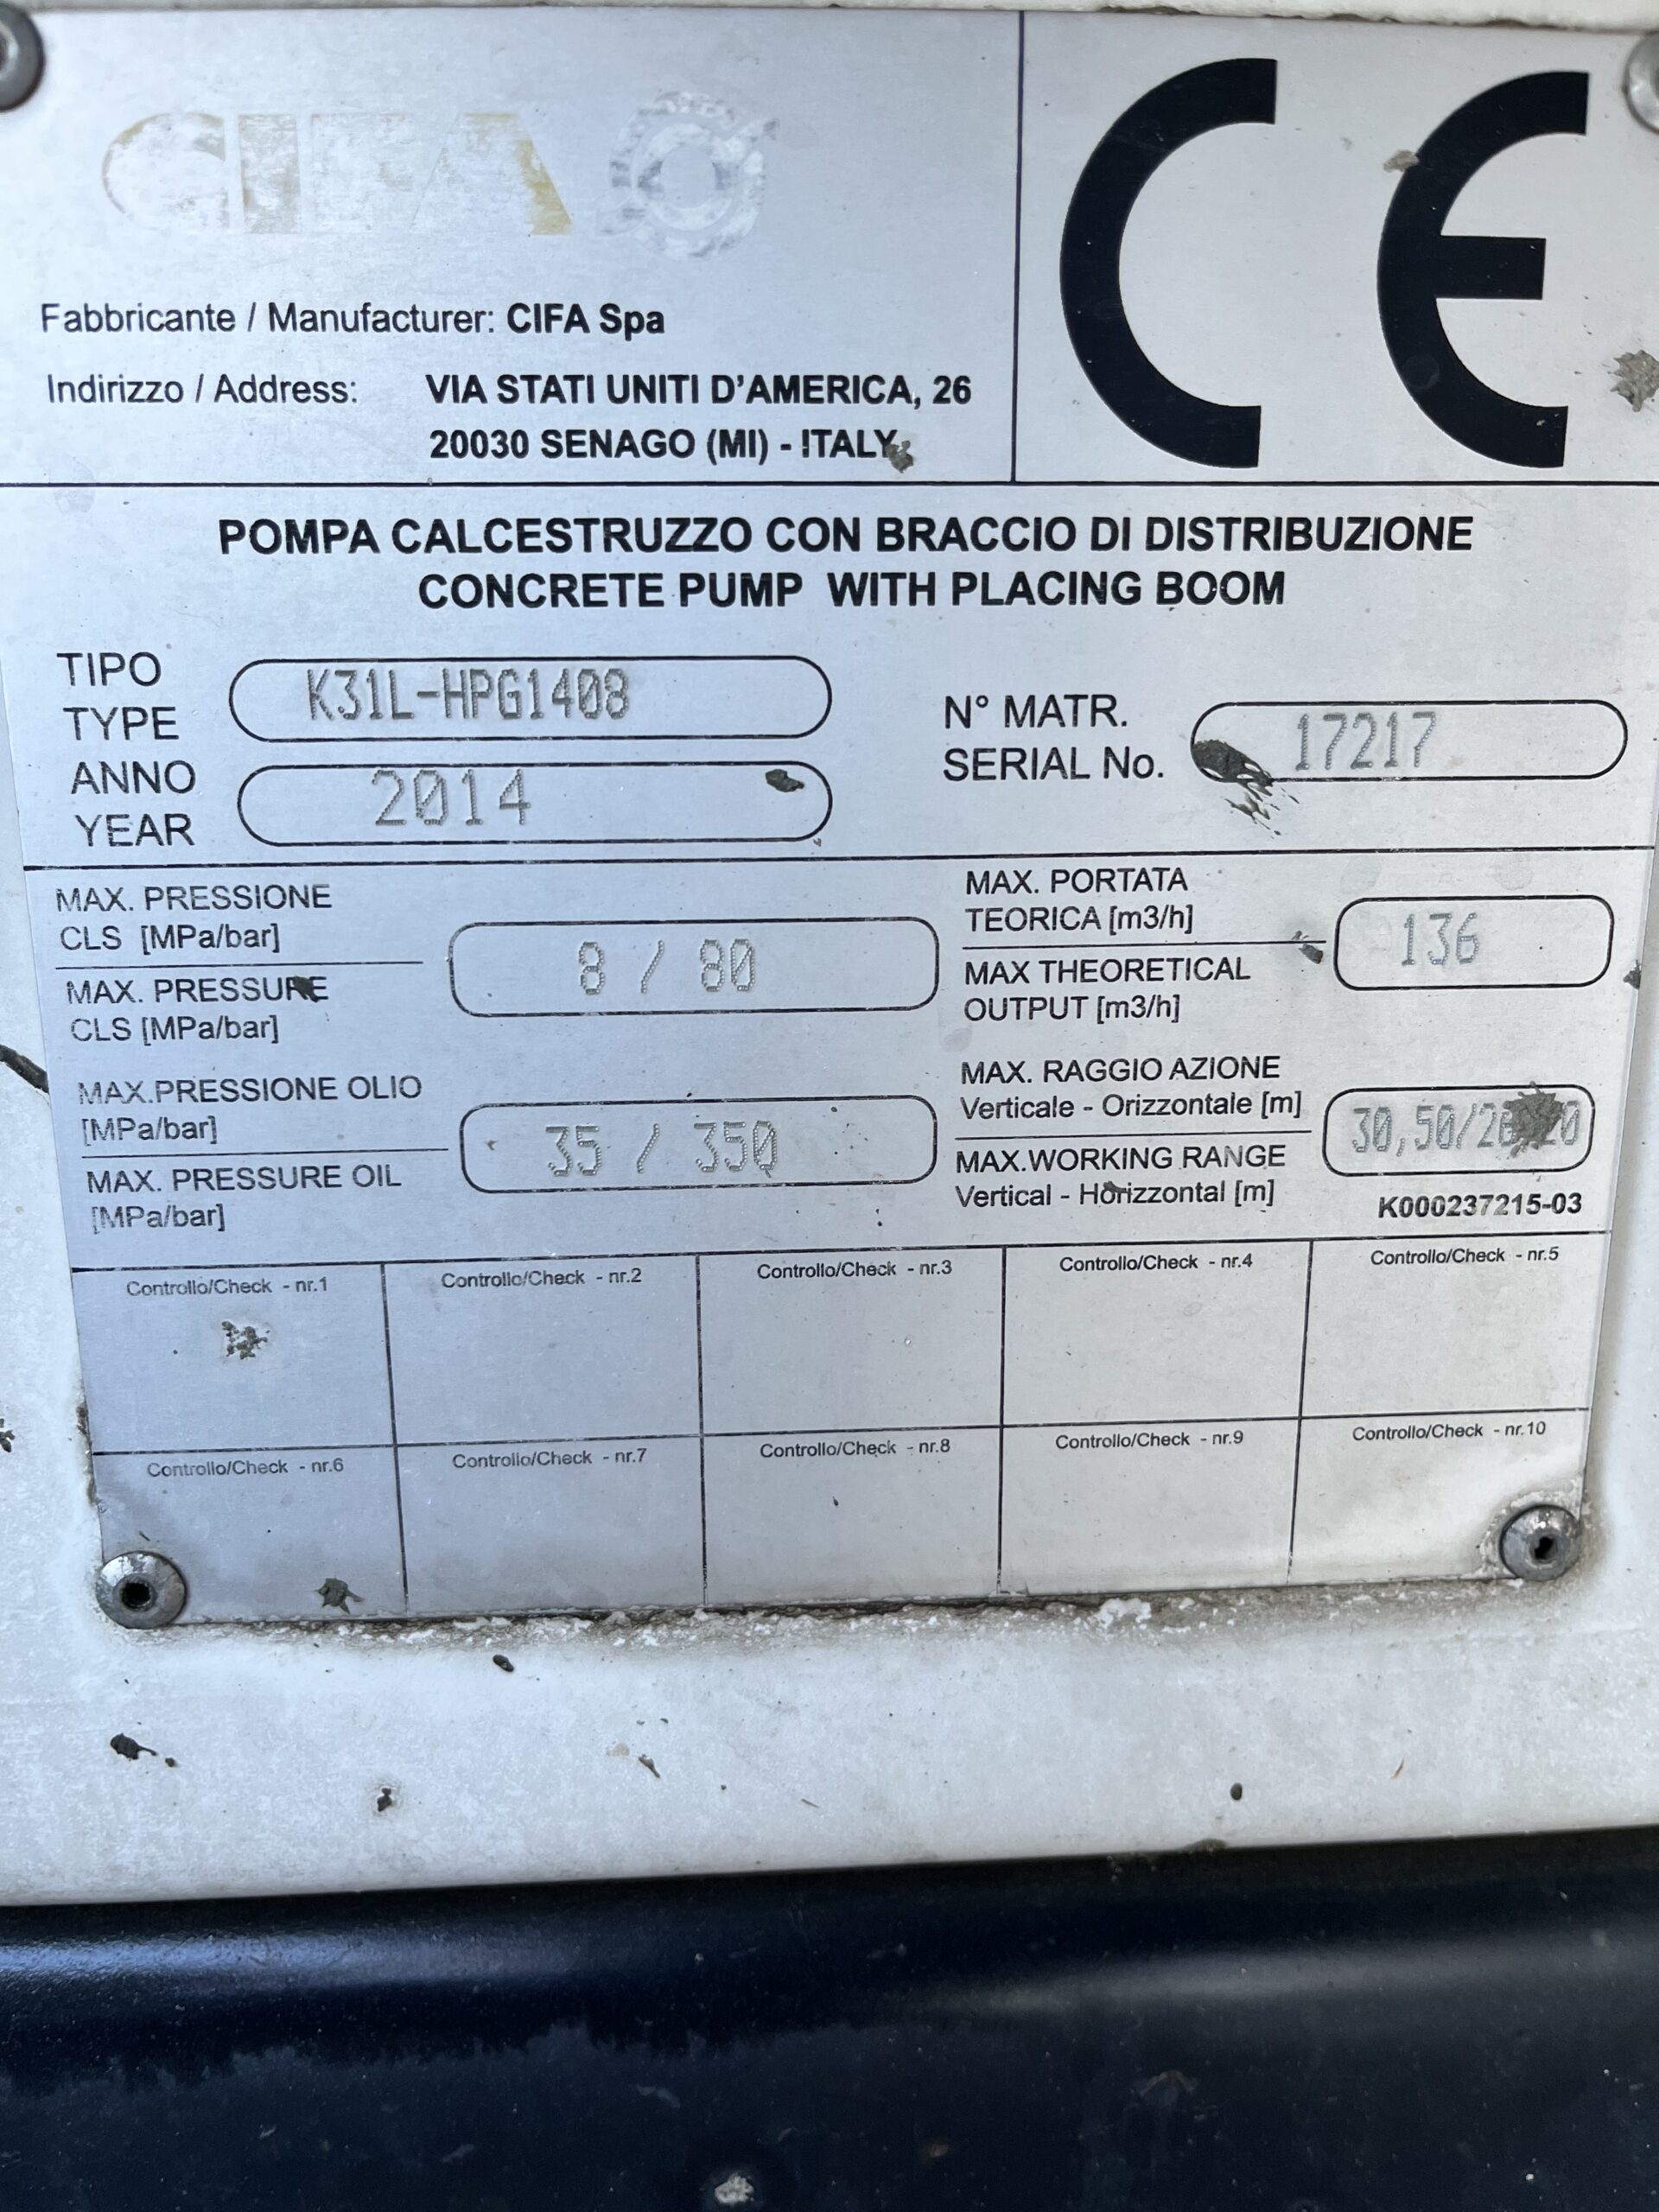 CIFA
Fabbricante / Manufacturer: CIFA Spa
Indirizzo / Address: VIA STATI UNITI D'AMERICA, 26
20030 SENAGO (MI) - ITALY
CE
POMPA CALCESTRUZZO CON BRACCIO DI DISTRIBUZIONE
CONCRETE PUMP WITH PLACING BOOM
TIPO
TYPE
K31L-HPG1408
N° MATR.
SERIAL No.
17217
ANNO
YEAR
2014
MAX. PRESSIONE
CLS [MPa/bar]
MAX. PRESSURE
CLS [MPa/bar]
8 / 80
MAX. PORTATA
TEORICA [m3/h]
MAX THEORETICAL
OUTPUT [m3/h]
136
MAX.PRESSIONE OLIO
[MPa/bar]
MAX. PRESSURE OIL
[MPa/bar]
35 / 350
MAX. RAGGIO AZIONE
Verticale - Orizzontale [m]
MAX.WORKING RANGE
Vertical - Horizzontal [m]
30,50/
K000237215-03
Controllo/Check - nr.1
Controllo/Check - nr.2
Controllo/Check - nr.3
Controllo/Check - nr.4
Controllo/Check - nr.5
Controllo/Check - nr.6
Controllo/Check - nr.7
Controllo/Check - nr.8
Controllo/Check - nr.9
Controllo/Check - nr.10